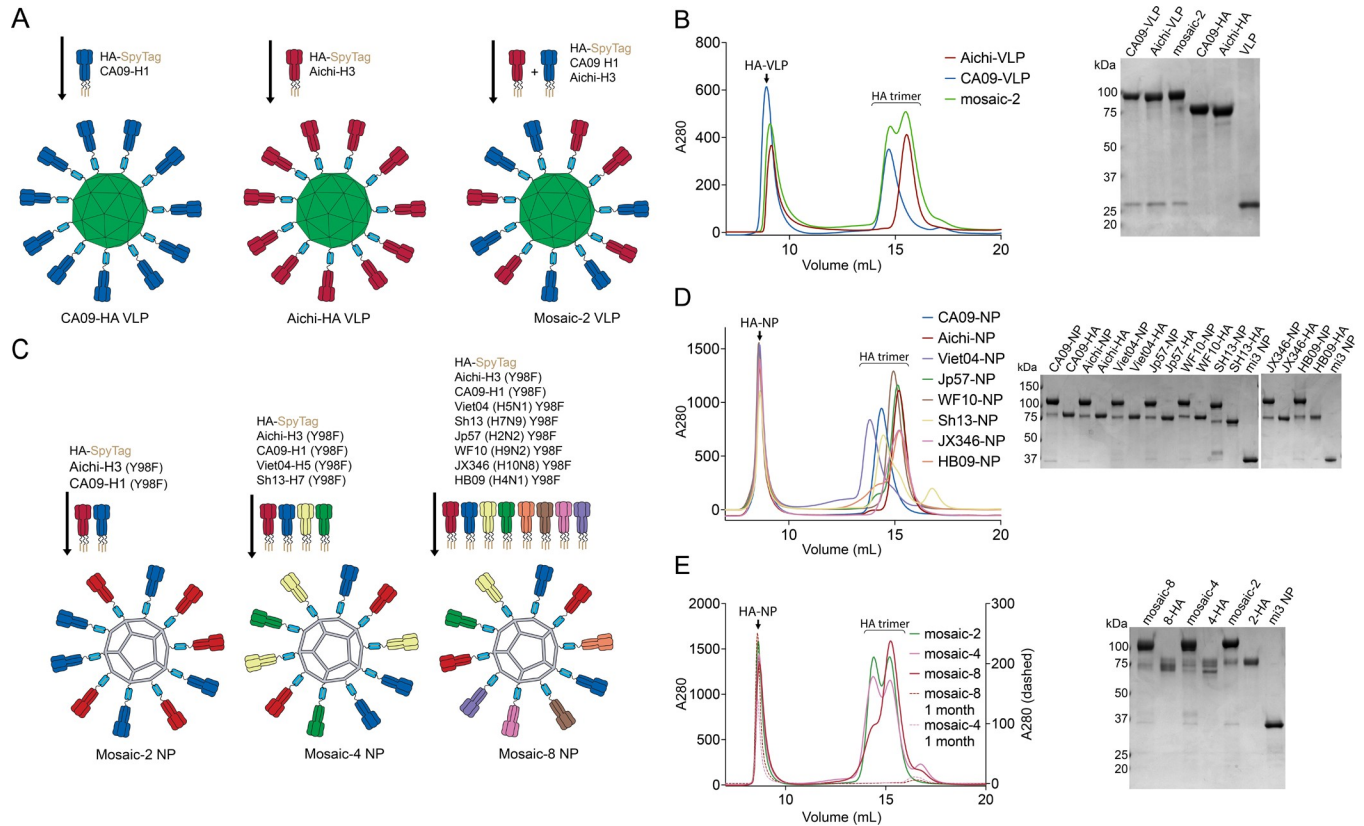 A
HA-SpyTag
CA09-H1
HA-SpyTag
Aichi-H3
+
HA-SpyTag
CA09 H1
Aichi-H3
CA09-HA VLP
Aichi-HA VLP
Mosaic-2 VLP
B
800
600
400
200
0
A280
10
15
20
Volume (mL)
HA-VLP
HA trimer
Aichi-VLP
CA09-VLP
mosaic-2
CA09-VLP
Aichi-VLP
mosaic-2
CA09-HA
Aichi-HA
VLP
kDa
100
75
50
37
25
20
C
HA-SpyTag
Aichi-H3 (Y98F)
CA09-H1 (Y98F)
HA-SpyTag
Aichi-H3 (Y98F)
CA09-H1 (Y98F)
Viet04-H5 (Y98F)
Sh13-H7 (Y98F)
HA-SpyTag
Aichi-H3 (Y98F)
CA09-H1 (Y98F)
Viet04 (H5N1) Y98F
Sh13 (H7N9) Y98F
Jp57 (H2N2) Y98F
WF10 (H9N2) Y98F
JX346 (H10N8) Y98F
HB09 (H4N1) Y98F
Mosaic-2 NP
Mosaic-4 NP
Mosaic-8 NP
D
1500
1000
500
0
A280
10
15
20
Volume (mL)
HA-NP
HA trimer
CA09-NP
Aichi-NP
Viet04-NP
Jp57-NP
WF10-NP
Sh13-NP
JX346-NP
HB09-NP
CA09-NP
CA09-HA
Aichi-NP
Aichi-HA
Viet04-NP
Viet04-HA
Jp57-NP
Jp57-HA
WF10-NP
WF10-HA
SH13-NP
SH13-HA
mi3 NP
JX346-NP
JX346-HA
HB09-NP
HB09-HA
mi3 NP
kDa
150
100
75
50
37
E
2000
1500
1000
500
0
A280
10
15
20
Volume (mL)
300
200
100
0
A280 (dashed)
HA-NP
HA trimer
mosaic-2
mosaic-4
mosaic-8
mosaic-8
1 month
mosaic-4
1 month
mosaic-8
8-HA
mosaic-4
4-HA
mosaic-2
2-HA
mi3 NP
kDa
100
75
50
37
25
20